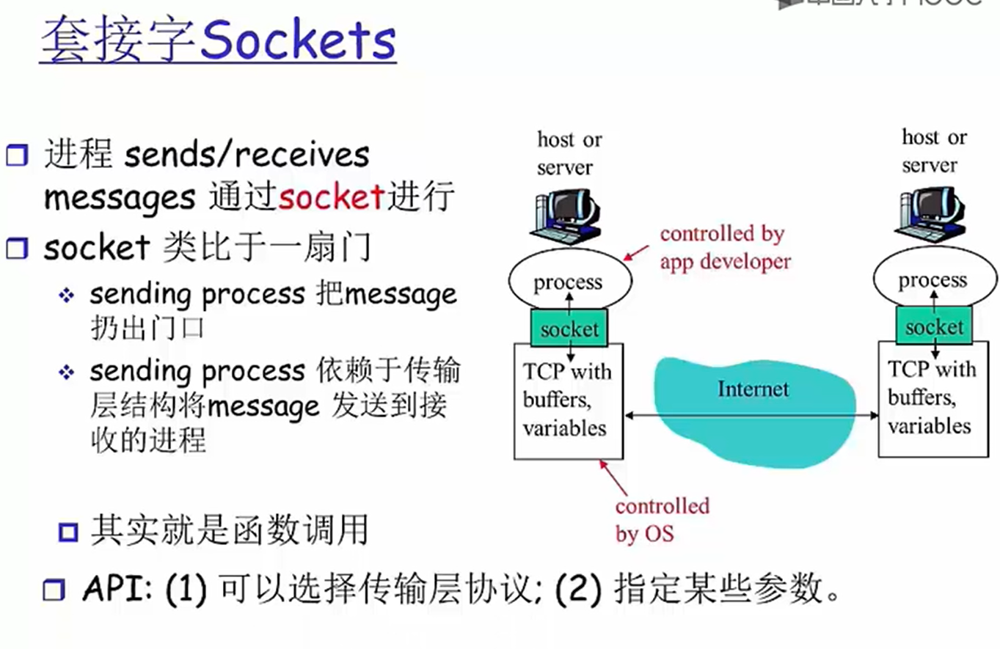 套接字Sockets
进程 sends/receives
messages 通过socket进行
socket 类比于一扇门
sending process 把message
扔出门口
sending process 依赖于传输
层结构将message 发送到接
收的进程
其实就是函数调用
API: (1) 可以选择传输层协议; (2) 指定某些参数。
host or
server
controlled by
app developer
process
socket
TCP with
buffers,
variables
Internet
controlled
by OS
host or
server
process
socket
TCP with
buffers,
variables